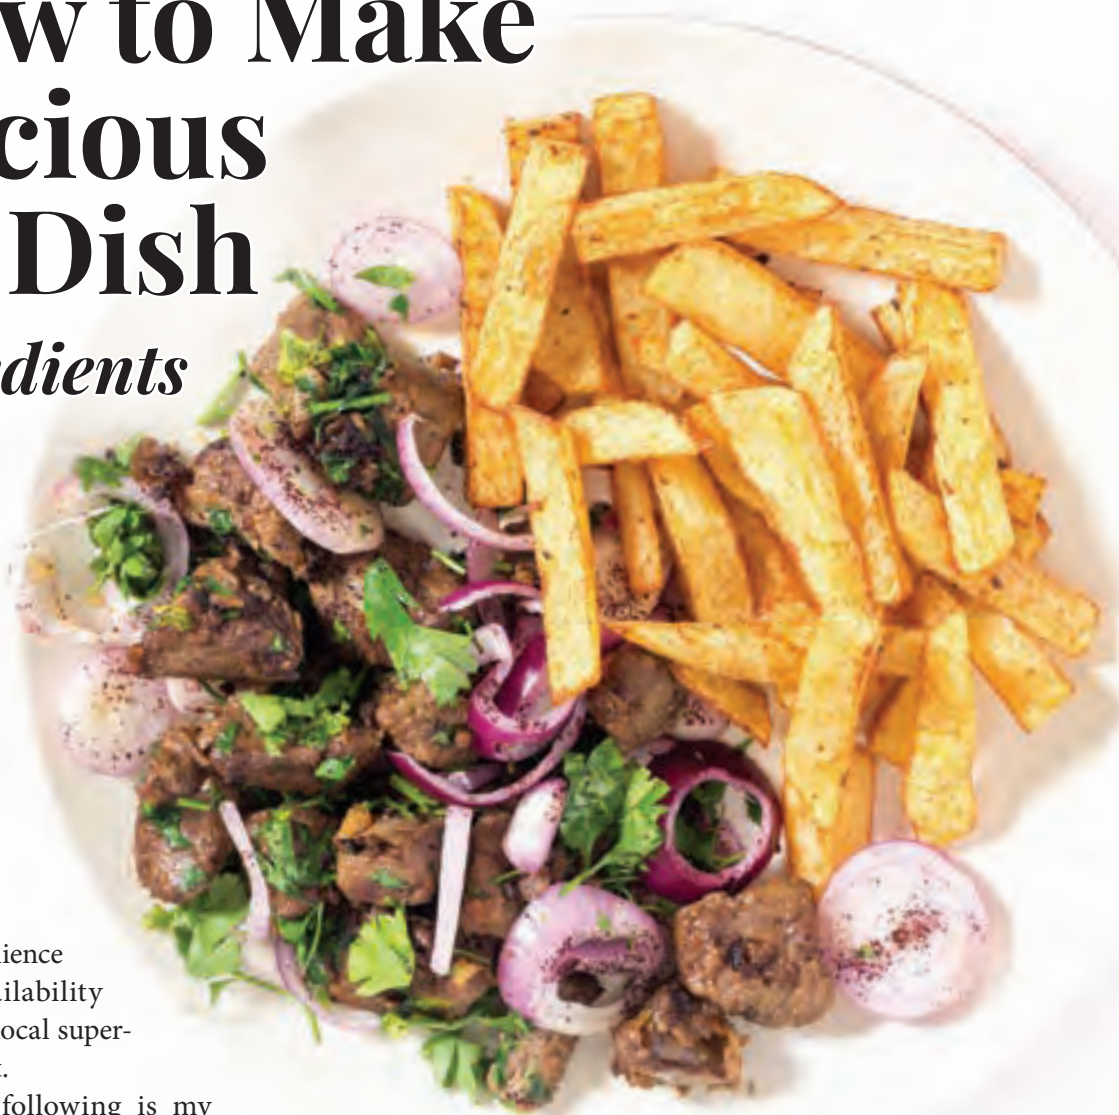 w to Make
cious
Dish
dients
ience
ilability
ocal super-
t.
following is my